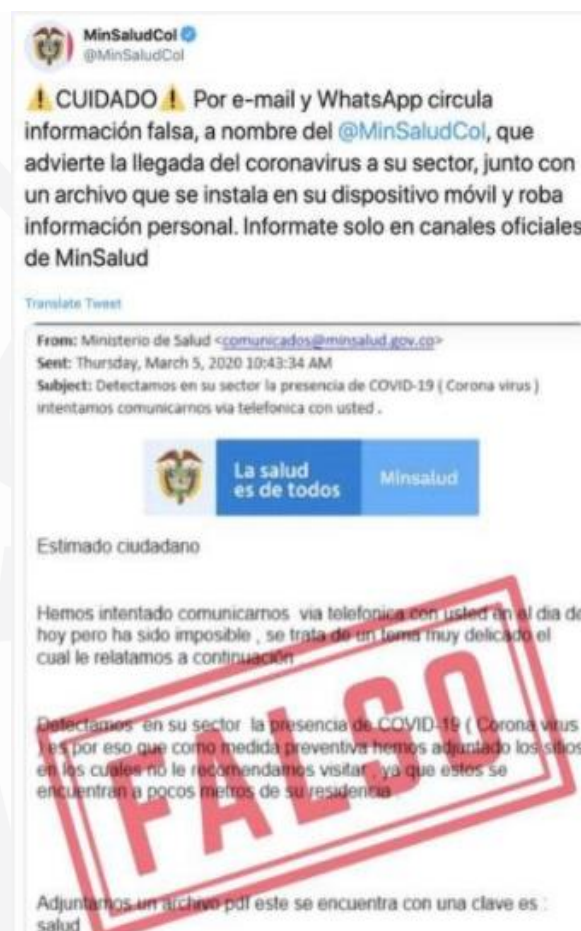 MinSaludCol
@MinSaludCol
⚠CUIDADO⚠ Por e-mail y WhatsApp circula
información falsa, a nombre del @MinSaludCol, que
advierte la llegada del coronavirus a su sector, junto con
un archivo que se instala en su dispositivo móvil y roba
información personal. Informate solo en canales oficiales
de MinSalud
Translate Tweet
From: Ministerio de Salud <comunicados@minsalud.gov.co>
Sent: Thursday, March 5, 2020 10:43:34 AM
Subject: Detectamos en su sector la presencia de COVID-19 ( Corona virus )
intentamos comunicarnos via telefonica con usted .
La salud
es de todos
Minsalud
Estimado ciudadano
Hemos intentado comunicarnos via telefonica con usted en el dia de
hoy pero ha sido imposible , se trata de un tema muy delicado el
cual le relatamos a continuación
Detectamos en su sector la presencia de COVID-19 ( Corona virus
) es por eso que como medida preventiva hemos adjuntado los sitios
en los cuales no le recomendamos visitar , ya que estos se
encuentran a pocos metros de su residencia
FALSO
Adjuntamos un archivo pdf este se encuentra con una clave es :
salud